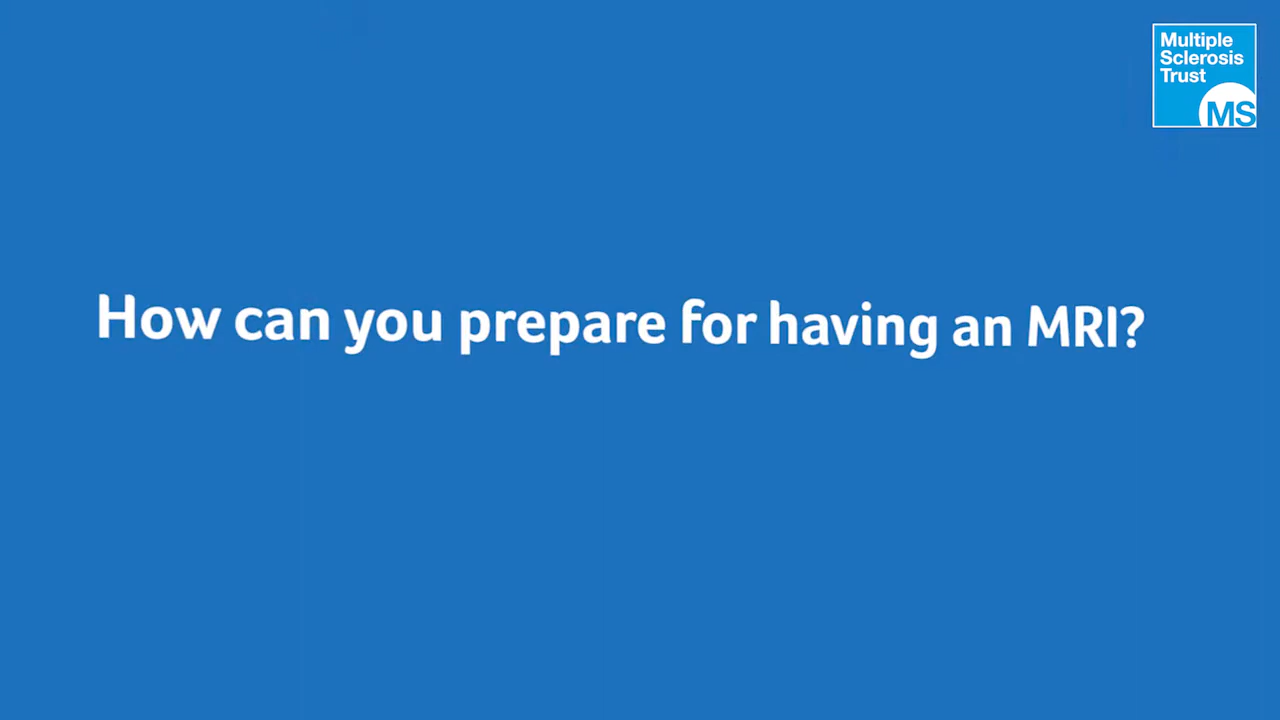 Multiple
Sclerosis
Trust
MS
How can you prepare for having an MRI?